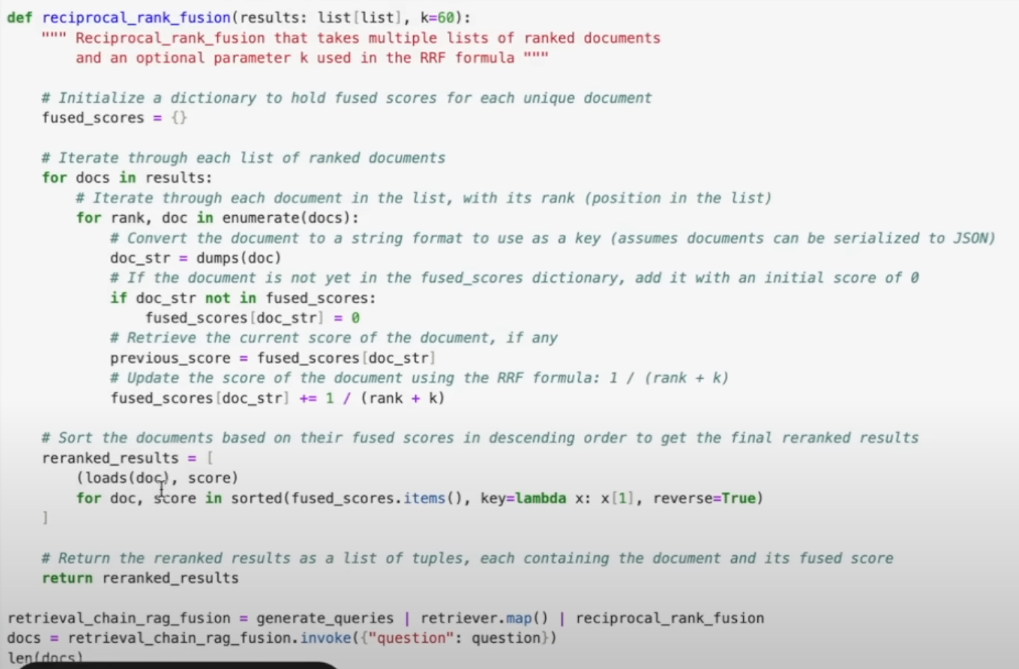 def reciprocal_rank_fusion(results: list[list], k=60):
    """ Reciprocal_rank_fusion that takes multiple lists of ranked documents
        and an optional parameter k used in the RRF formula """

    # Initialize a dictionary to hold fused scores for each unique document
    fused_scores = {}

    # Iterate through each list of ranked documents
    for docs in results:
        # Iterate through each document in the list, with its rank (position in the list)
        for rank, doc in enumerate(docs):
            # Convert the document to a string format to use as a key (assumes documents can be serialized to JSON)
            doc_str = dumps(doc)
            # If the document is not yet in the fused_scores dictionary, add it with an initial score of 0
            if doc_str not in fused_scores:
                fused_scores[doc_str] = 0
            # Retrieve the current score of the document, if any
            previous_score = fused_scores[doc_str]
            # Update the score of the document using the RRF formula: 1 / (rank + k)
            fused_scores[doc_str] += 1 / (rank + k)

    # Sort the documents based on their fused scores in descending order to get the final reranked results
    reranked_results = [
        (loads(doc), score)
        for doc, score in sorted(fused_scores.items(), key=lambda x: x[1], reverse=True)
    ]

    # Return the reranked results as a list of tuples, each containing the document and its fused score
    return reranked_results

retrieval_chain_rag_fusion = generate_queries | retriever.map() | reciprocal_rank_fusion
docs = retrieval_chain_rag_fusion.invoke({"question": question})
len(docs)